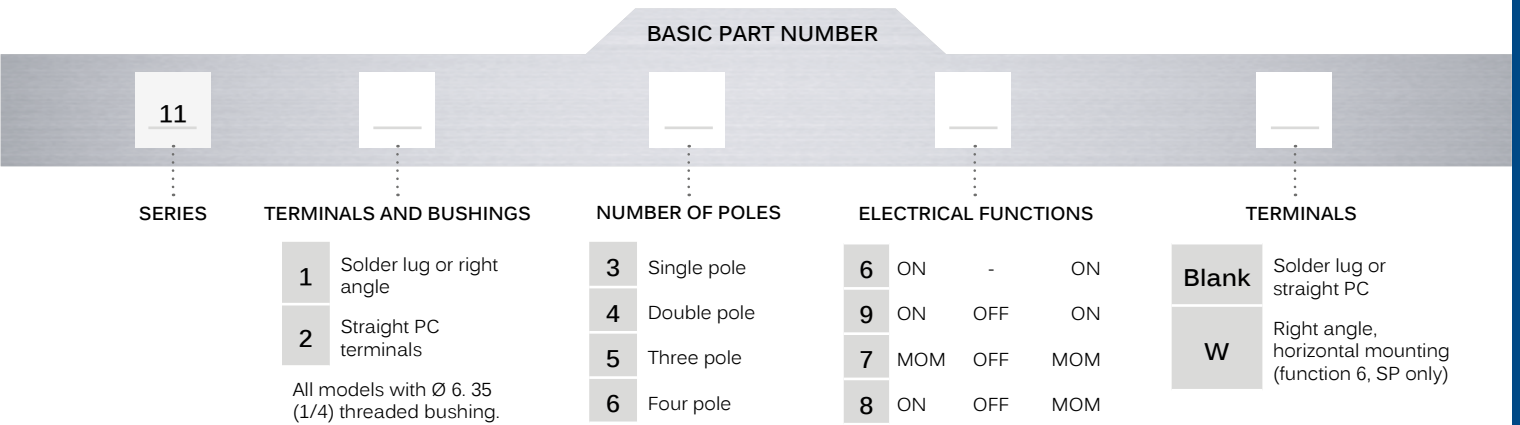 BASIC PART NUMBER
11
SERIES
TERMINALS AND BUSHINGS
1 Solder lug or right
angle
2 Straight PC
terminals
All models with Ø 6. 35
(1/4) threaded bushing.
NUMBER OF POLES
3 Single pole
4 Double pole
5 Three pole
6 Four pole
ELECTRICAL FUNCTIONS
6 ON - ON
9 ON OFF ON
7 MOM OFF MOM
8 ON OFF MOM
TERMINALS
Blank Solder lug or
straight PC
W Right angle,
horizontal mounting
(function 6, SP only)